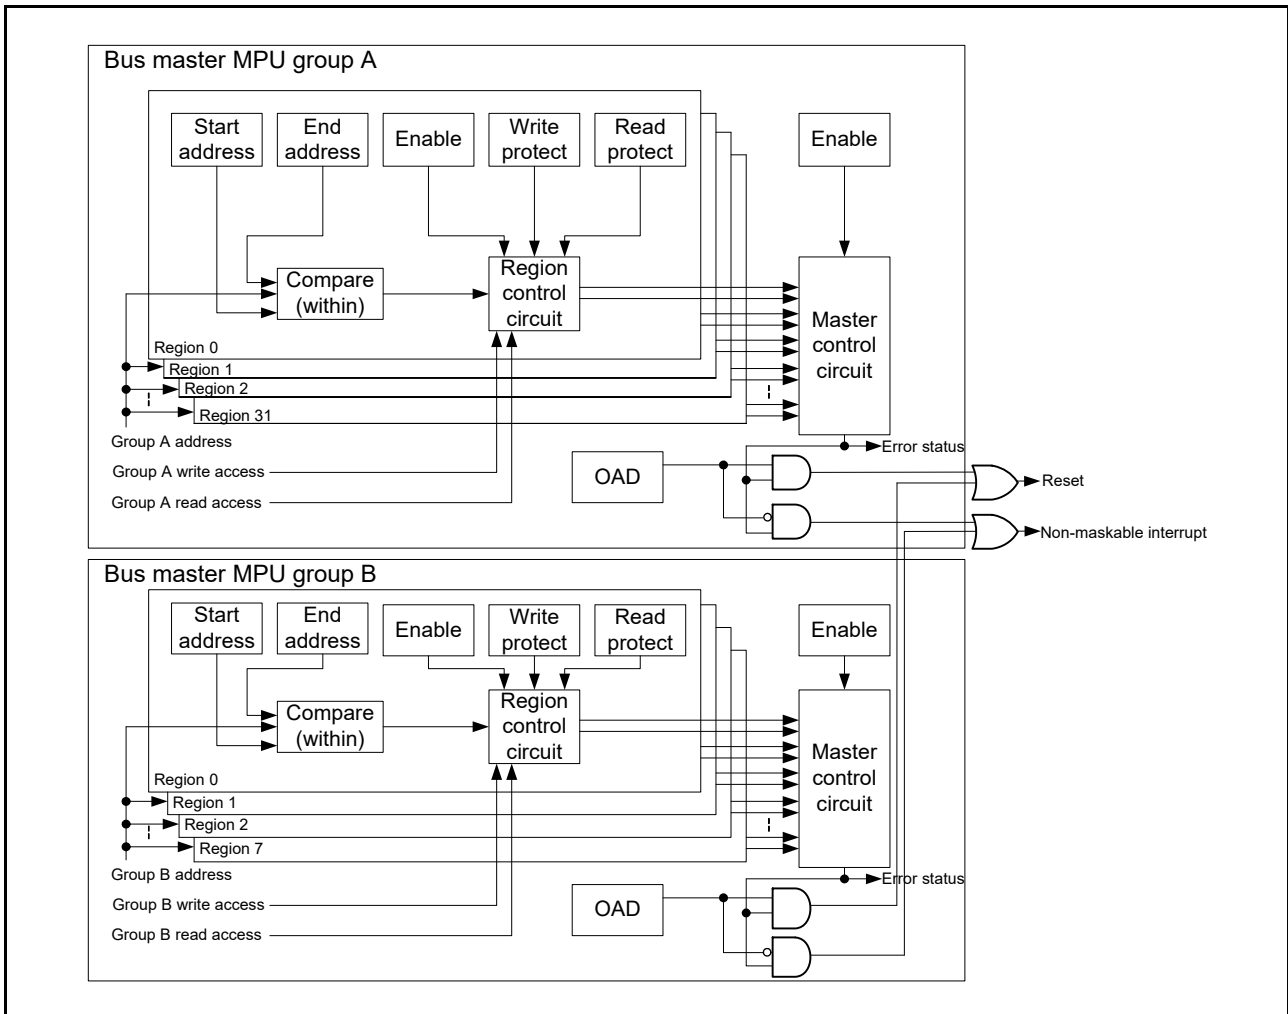 Bus master MPU group A
Start
address
End
address
Enable
Write
protect
Read
protect
Enable
Compare
(within)
Region
control
circuit
Master
control
circuit
Region 0
Region 1
Region 2
Region 31
Group A address
Group A write access
Group A read access
OAD
Error status
Reset
Non-maskable interrupt
Bus master MPU group B
Start
address
End
address
Enable
Write
protect
Read
protect
Enable
Compare
(within)
Region
control
circuit
Master
control
circuit
Region 0
Region 1
Region 2
Region 7
Group B address
Group B write access
Group B read access
OAD
Error status